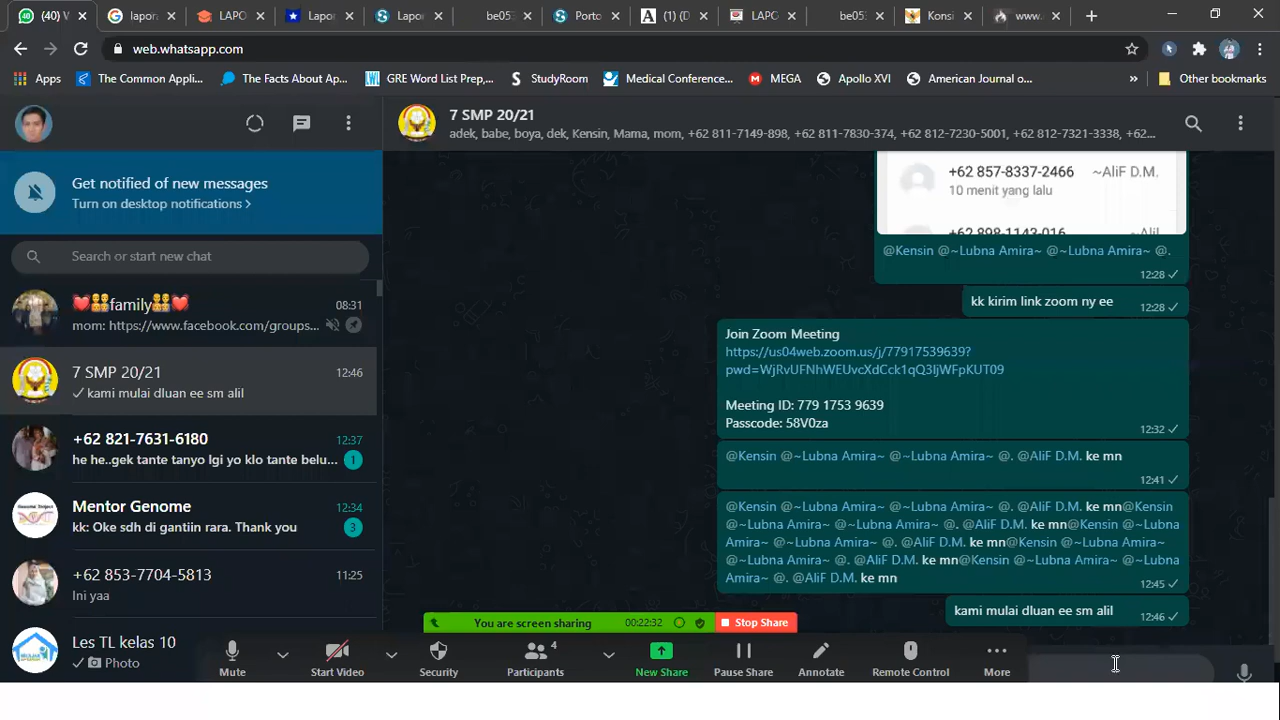 (40) W
lapora
LAPO
Lapor
Lapor
be053
Porto
(1) (D
LAPO
be05
Konsi
www.
web.whatsapp.com
Apps
The Common Appli...
The Facts About Ap...
GRE Word List Prep,...
StudyRoom
Medical Conference...
MEGA
Apollo XVI
American Journal o...
»
Other bookmarks
7 SMP 20/21
adek, babe, boya, dek, Kensin, Mama, mom, +62 811-7149-898, +62 811-7850-374, +62 812-7230-5001, +62 812-7321-3336, +62...
Get notified of new messages
Turn on desktop notifications >
Search or start new chat
❤️👨‍👩‍👧‍👦family👨‍👩‍👧‍👦❤️
08:31
mom: https://www.facebook.com/groups...
7 SMP 20/21
12:46
kami mulai dluan ee sm alil
+62 821-7631-6180
12:37
he he..gek tante tanyo lgi yo klo tante belu...
1
Mentor Genome
12:34
kk: Oke sdh di gantiin rara. Thank you
3
+62 853-7704-5813
11:25
Ini yaa
Les TL kelas 10
Photo
+62 857-8337-2466
~AliF D.M.
10 menit yang lalu
+62 898-1143-016
@Kensin @~Lubna Amira~ @~Lubna Amira~ @.
12:28
kk kirim link zoom ny ee
12:28
Join Zoom Meeting
https://us04web.zoom.us/j/77917539639?
pwd=WjRvUFNhWEUvcXdCck1qQ3IjWFpKUT09
Meeting ID: 779 1753 9639
Passcode: 58V0za
12:32
@Kensin @~Lubna Amira~ @~Lubna Amira~ @. @AliF D.M. ke mn
12:41
@Kensin @~Lubna Amira~ @~Lubna Amira~ @. @AliF D.M. ke mn@Kensin
@~Lubna Amira~ @~Lubna Amira~ @. @AliF D.M. ke mn@Kensin @~Lubna
Amira~ @~Lubna Amira~ @. @AliF D.M. ke mn@Kensin @~Lubna Amira~
@~Lubna Amira~ @. @AliF D.M. ke mn@Kensin @~Lubna Amira~ @~Lubna
Amira~ @. @AliF D.M. ke mn
12:45
kami mulai dluan ee sm alil
12:46
You are screen sharing
00:22:32
Stop Share
Mute
Start Video
Security
Participants
4
New Share
Pause Share
Annotate
Remote Control
More